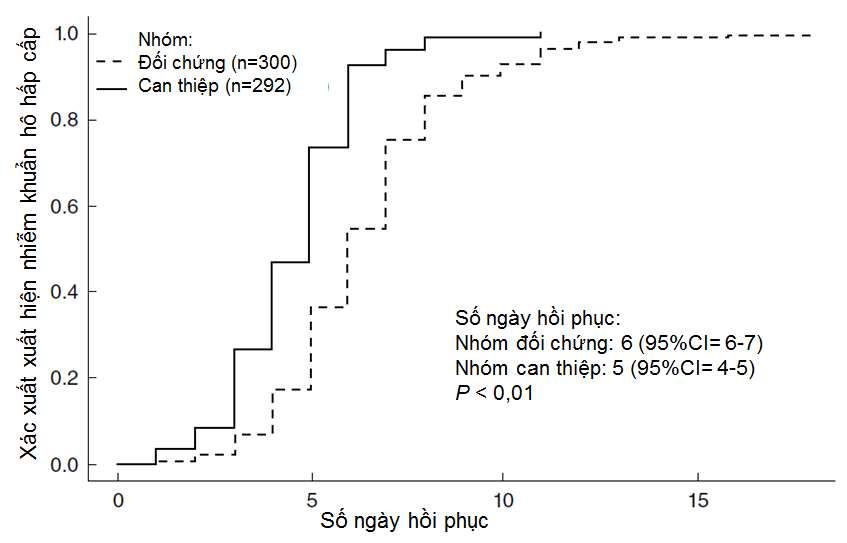 Xác xuất xuất hiện nhiễm khuẩn hô hấp cấp
1.0
0.8
0.6
0.4
0.2
0.0
Nhóm:
Đối chứng (n=300)
Can thiệp (n=292)
Số ngày hồi phục:
Nhóm đối chứng: 6 (95%CI= 6-7)
Nhóm can thiệp: 5 (95%CI= 4-5)
P < 0,01
0 5 10 15
Số ngày hồi phục